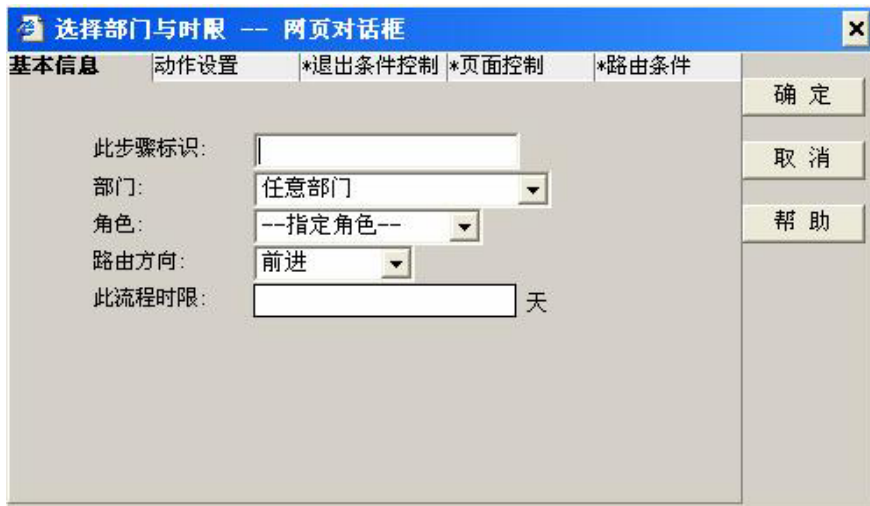 选择部门与时限 -- 网页对话框
基本信息 动作设置 *退出条件控制 *页面控制 *路由条件
确 定
此步骤标识:
取 消
部门: 任意部门
角色: --指定角色--
帮 助
路由方向: 前进
此流程时限: 天